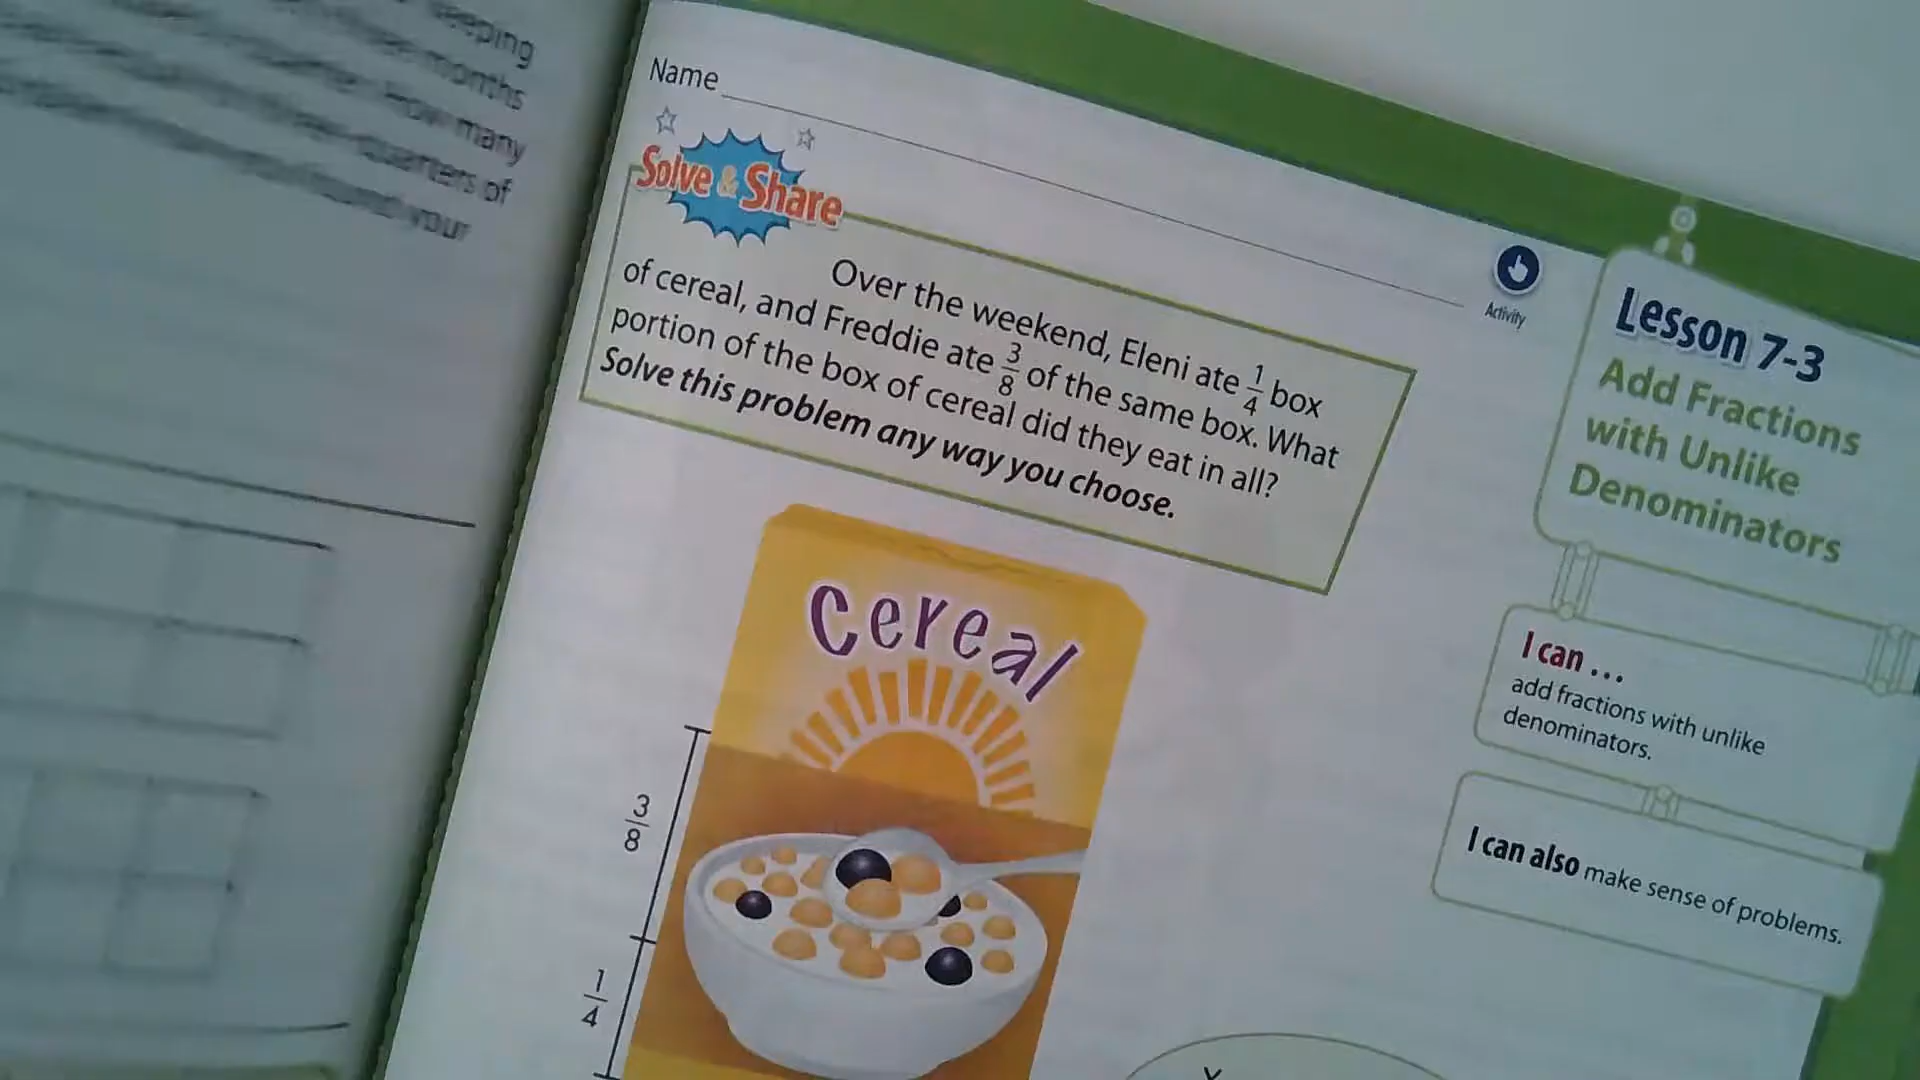 eeping
months
How many
three-quarters of
your
Name
Solve & Share
Over the weekend, Eleni ate 1/4 box
of cereal, and Freddie ate 3/8 of the same box. What
portion of the box of cereal did they eat in all?
Solve this problem any way you choose.
Activity
Lesson 7-3
Add Fractions
with Unlike
Denominators
I can ...
add fractions with unlike
denominators.
I can also make sense of problems.
Cereal
3/8
1/4